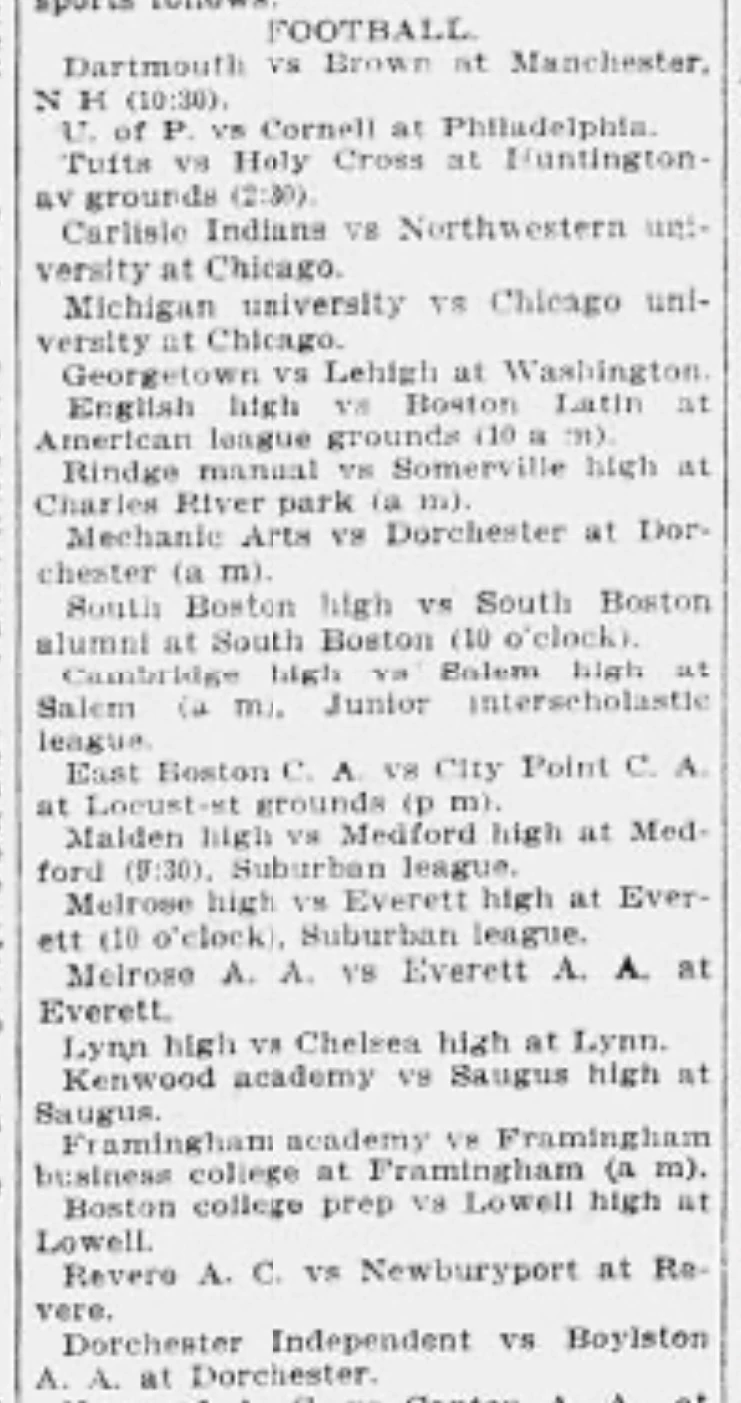 sports follows:
FOOTBALL.
Dartmouth vs Brown at Manchester,
N H (10:30).
U. of P. vs Cornell at Philadelphia.
Tufts vs Holy Cross at Huntington-
av grounds (2:30).
Carlisle Indians vs Northwestern uni-
versity at Chicago.
Michigan university vs Chicago uni-
versity at Chicago.
Georgetown vs Lehigh at Washington.
English high vs Boston Latin at
American league grounds (10 a m).
Rindge manual vs Somerville high at
Charles River park (a m).
Mechanic Arts vs Dorchester at Dor-
chester (a m).
South Boston high vs South Boston
alumni at South Boston (10 o'clock).
Cambridge high vs Salem high at
Salem (a m), Junior interscholastic
league.
East Boston C. A. vs City Point C. A.
at Locust-st grounds (p m).
Malden high vs Medford high at Med-
ford (9:30), Suburban league.
Melrose high vs Everett high at Ever-
ett (10 o'clock), Suburban league.
Melrose A. A. vs Everett A. A. at
Everett.
Lynn high vs Chelsea high at Lynn.
Kenwood academy vs Saugus high at
Saugus.
Framingham academy vs Framingham
business college at Framingham (a m).
Boston college prep vs Lowell high at
Lowell.
Revere A. C. vs Newburyport at Re-
vere.
Dorchester Independent vs Boylston
A. A. at Dorchester.
A. A. at